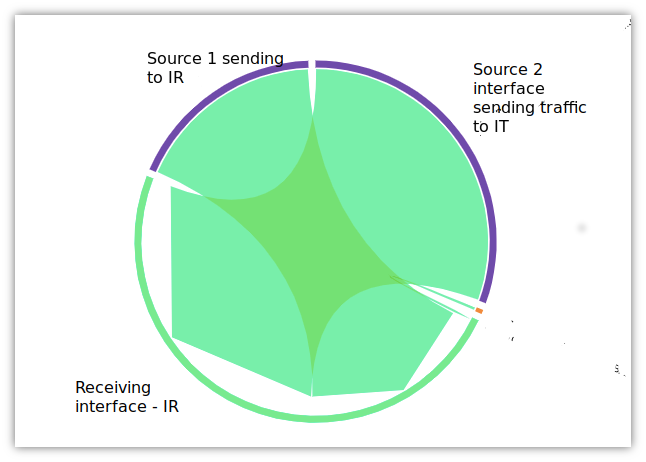 Source 1 sending
to IR
Source 2
interface
sending traffic
to IT
Receiving
interface - IR